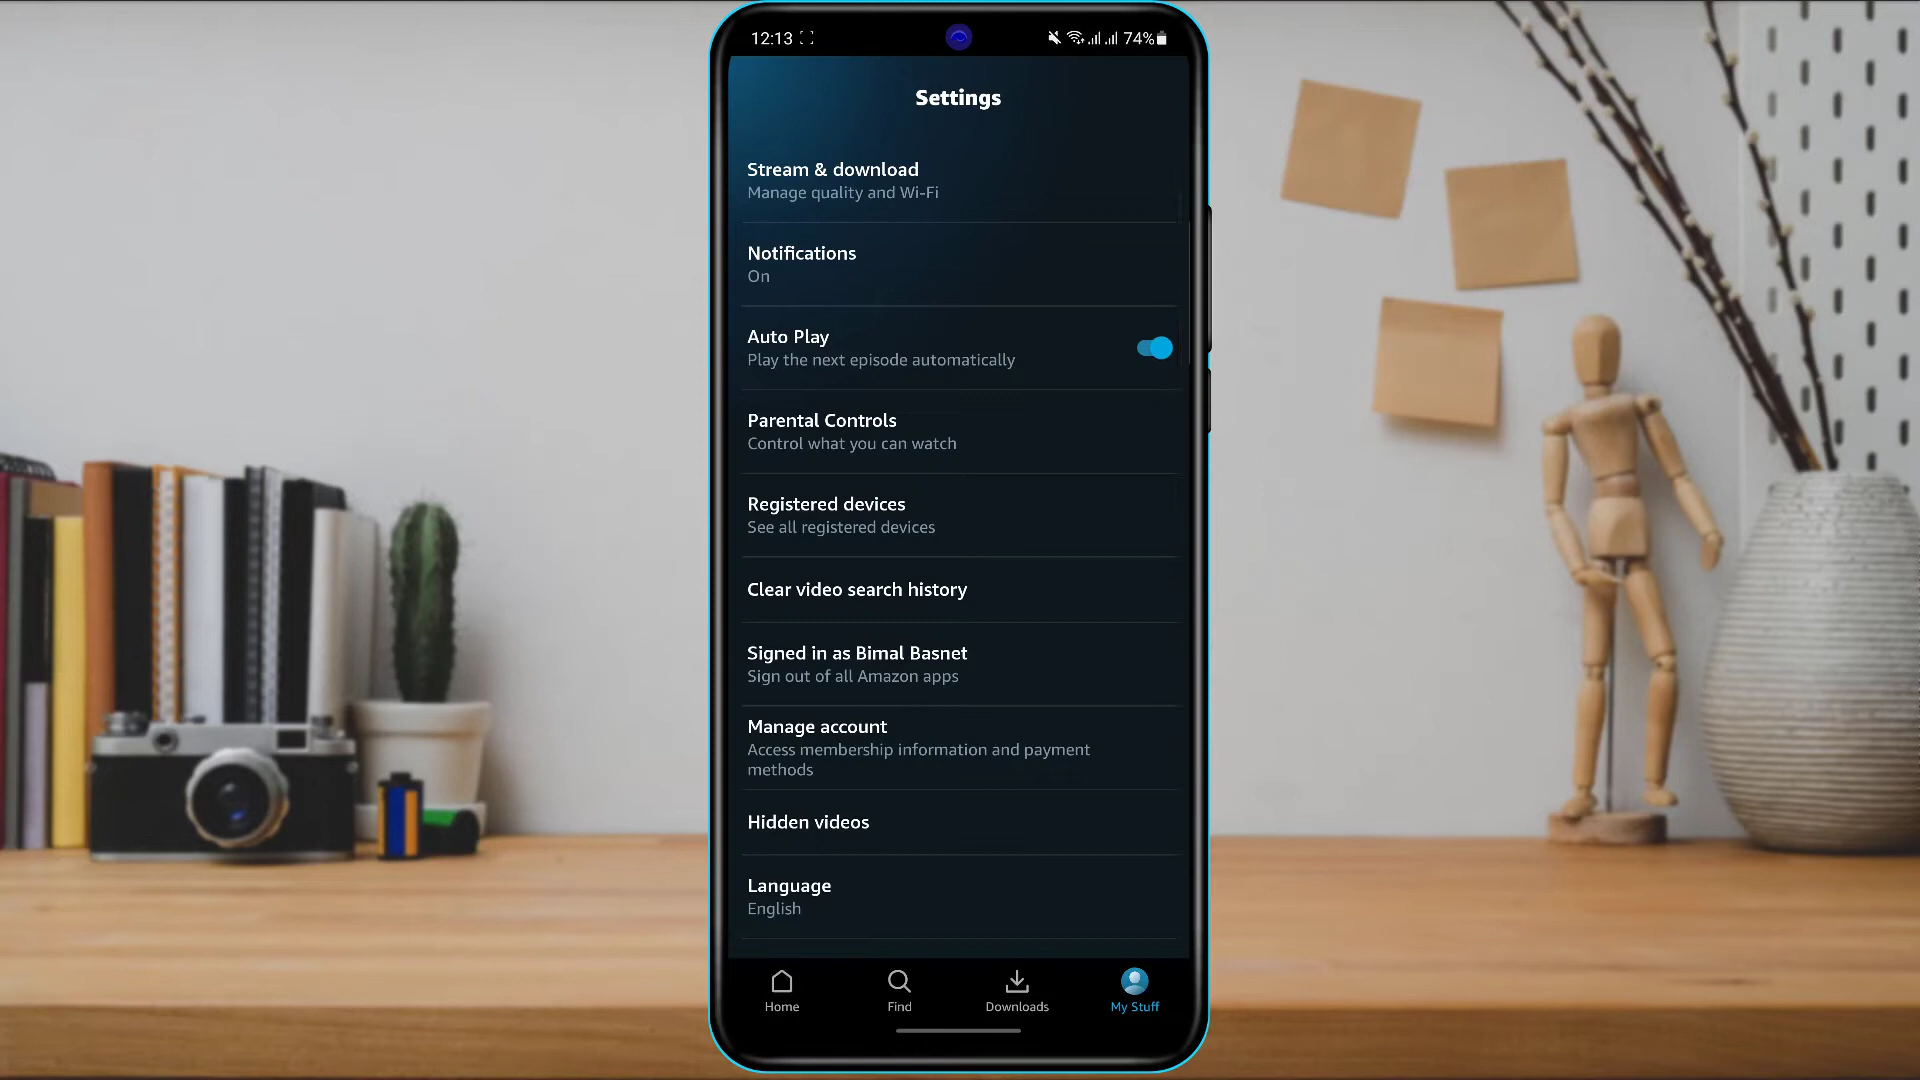 12:13
74%
Settings
Stream & download
Manage quality and Wi-Fi
Notifications
On
Auto Play
Play the next episode automatically
Parental Controls
Control what you can watch
Registered devices
See all registered devices
Clear video search history
Signed in as Bimal Basnet
Sign out of all Amazon apps
Manage account
Access membership information and payment
methods
Hidden videos
Language
English
Home
Find
Downloads
My Stuff